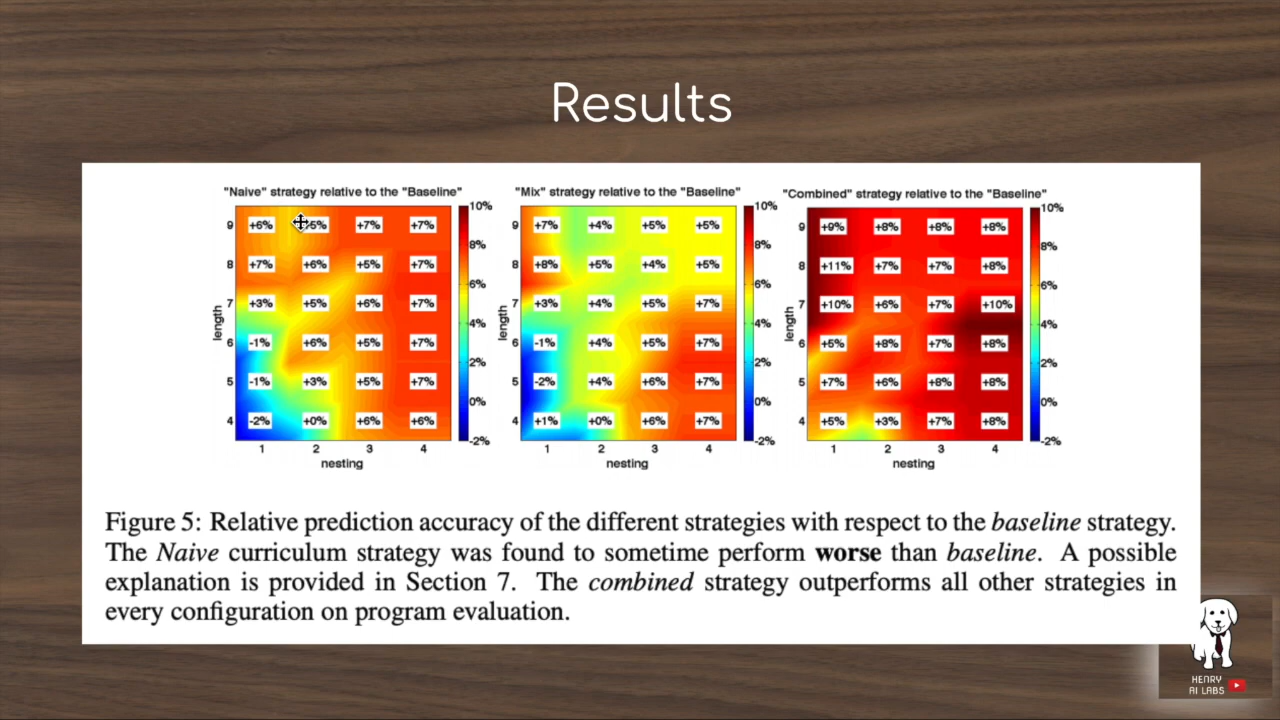 Results
"Naive" strategy relative to the "Baseline"
10%
9 +6% +5% +7% +7%
8%
8 +7% +6% +5% +7%
6%
7 +3% +5% +6% +7%
4%
length
6 -1% +6% +5% +7%
2%
5 -1% +3% +5% +7%
0%
4 -2% +0% +6% +6%
-2%
1 2 3 4
nesting
"Mix" strategy relative to the "Baseline"
10%
9 +7% +4% +5% +5%
8%
8 +8% +5% +4% +5%
6%
7 +3% +4% +5% +7%
4%
length
6 -1% +4% +5% +7%
2%
5 -2% +4% +6% +7%
0%
4 +1% +0% +6% +7%
-2%
1 2 3 4
nesting
"Combined" strategy relative to the "Baseline"
10%
9 +9% +8% +8% +8%
8%
8 +11% +7% +7% +8%
6%
7 +10% +6% +7% +10%
4%
length
6 +5% +8% +7% +8%
2%
5 +7% +6% +8% +8%
0%
4 +5% +3% +7% +8%
-2%
1 2 3 4
nesting
Figure 5: Relative prediction accuracy of the different strategies with respect to the baseline strategy.
The Naive curriculum strategy was found to sometime perform worse than baseline. A possible
explanation is provided in Section 7. The combined strategy outperforms all other strategies in
every configuration on program evaluation.
HENRY
AI LABS